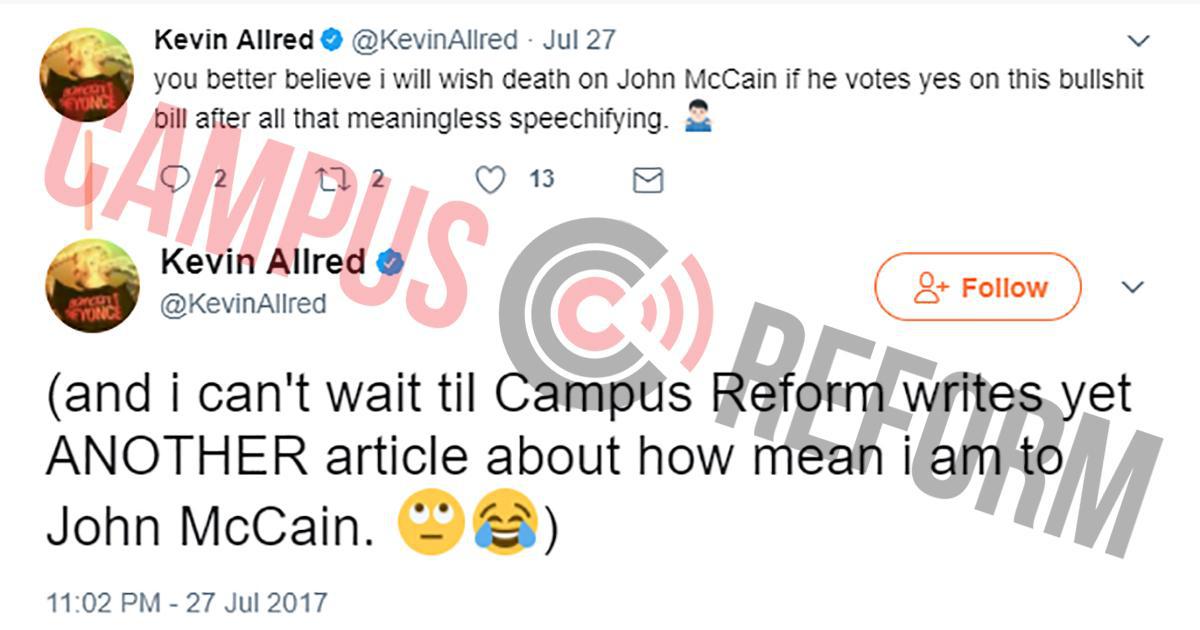 Kevin Allred @KevinAllred · Jul 27
you better believe i will wish death on John McCain if he votes yes on this bullshit
bill after all that meaningless speechifying. 🤷🏻‍♂️
2 2 13
CAMPUS REFORM
Kevin Allred
@KevinAllred
Follow
(and i can't wait til Campus Reform writes yet
ANOTHER article about how mean i am to
John McCain. 🙄😂)
11:02 PM - 27 Jul 2017